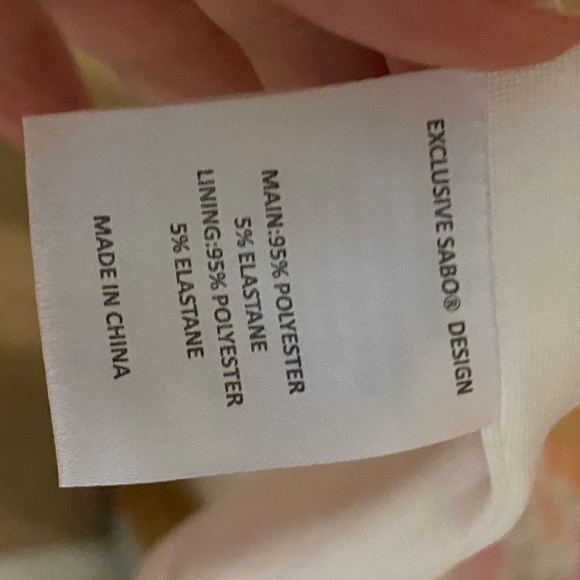 EXCLUSIVE SABO® DESIGN
MAIN:95% POLYESTER
5% ELASTANE
LINING:95% POLYESTER
5% ELASTANE
MADE IN CHINA